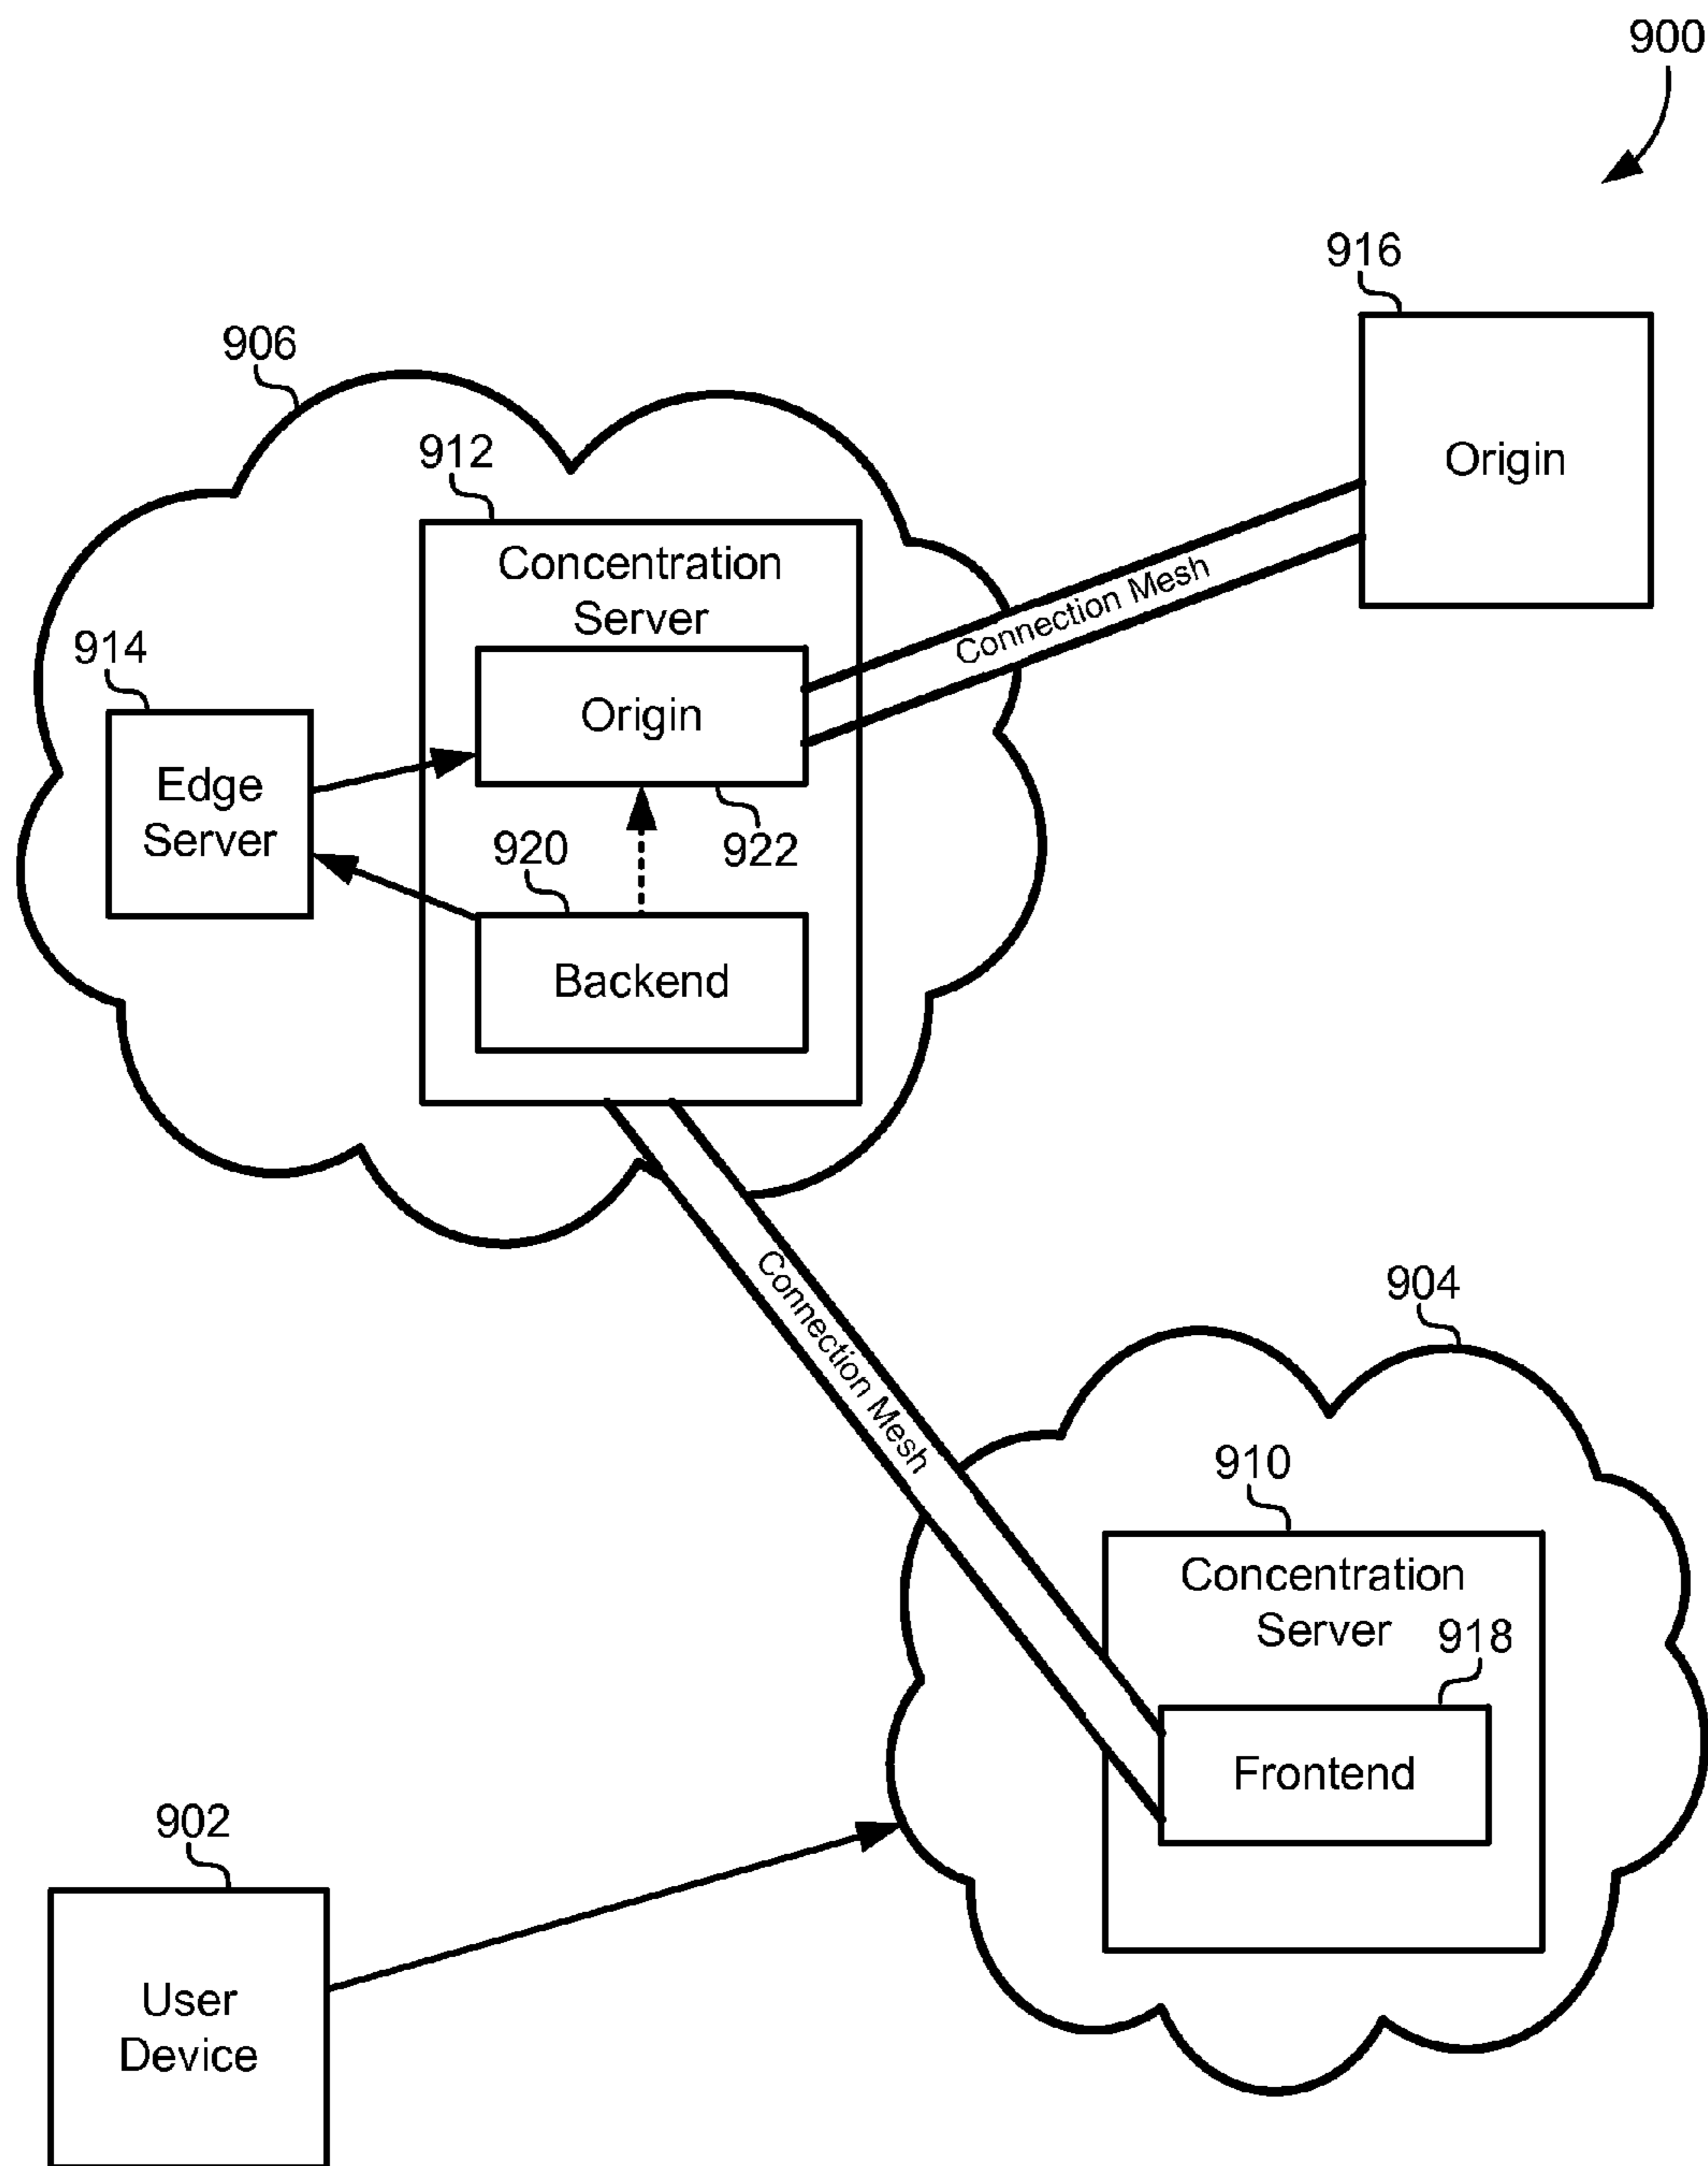 900
916
Origin
906
912
Concentration
Server
Connection Mesh
914
Origin
Edge
Server
920
922
Backend
Connection Mesh
904
910
Concentration
Server
918
Frontend
902
User
Device